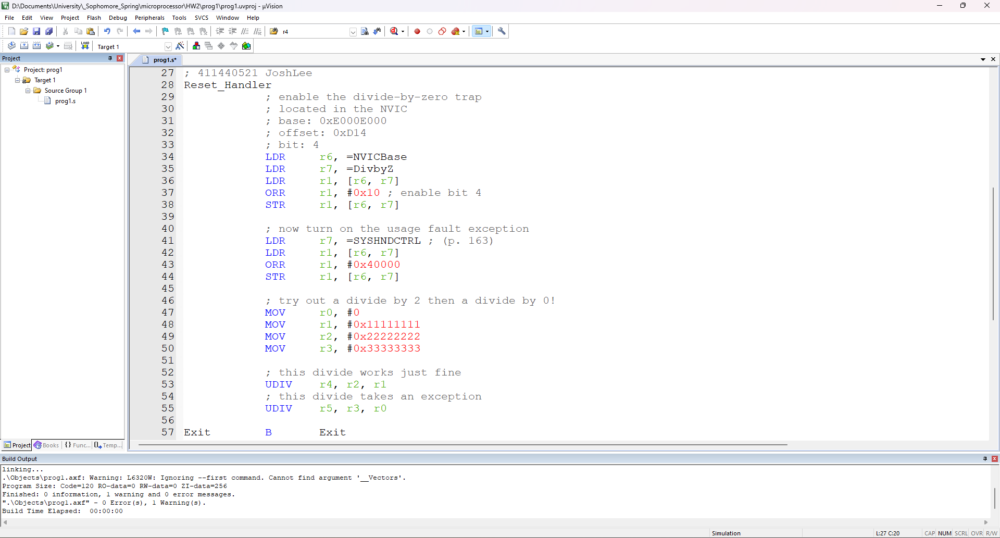 D:\Documents\University\_Sophomore_Spring\microprocessor\HW2\prog1\prog1.uvproj - µVision
File Edit View Project Flash Debug Peripherals Tools SVCS Window Help
r4
LOAD Target 1
Project
prog1.s*
Project: prog1
Target 1
Source Group 1
prog1.s
27 ; 411440521 JoshLee
28 Reset_Handler
29 ; enable the divide-by-zero trap
30 ; located in the NVIC
31 ; base: 0xE000E000
32 ; offset: 0xD14
33 ; bit: 4
34 LDR r6, =NVICBase
35 LDR r7, =DivbyZ
36 LDR r1, [r6, r7]
37 ORR r1, #0x10 ; enable bit 4
38 STR r1, [r6, r7]
39
40 ; now turn on the usage fault exception
41 LDR r7, =SYSHNDCTRL ; (p. 163)
42 LDR r1, [r6, r7]
43 ORR r1, #0x40000
44 STR r1, [r6, r7]
45
46 ; try out a divide by 2 then a divide by 0!
47 MOV r0, #0
48 MOV r1, #0x11111111
49 MOV r2, #0x22222222
50 MOV r3, #0x33333333
51
52 ; this divide works just fine
53 UDIV r4, r2, r1
54 ; this divide takes an exception
55 UDIV r5, r3, r0
56
57 Exit B Exit
Project Books {} Func... Temp...
Build Output
linking...
.\Objects\prog1.axf: Warning: L6320W: Ignoring --first command. Cannot find argument '__Vectors'.
Program Size: Code=120 RO-data=0 RW-data=0 ZI-data=256
Finished: 0 information, 1 warning and 0 error messages.
".\Objects\prog1.axf" - 0 Error(s), 1 Warning(s).
Build Time Elapsed: 00:00:00
Simulation L:27 C:20 CAP NUM SCRL OVR R/W